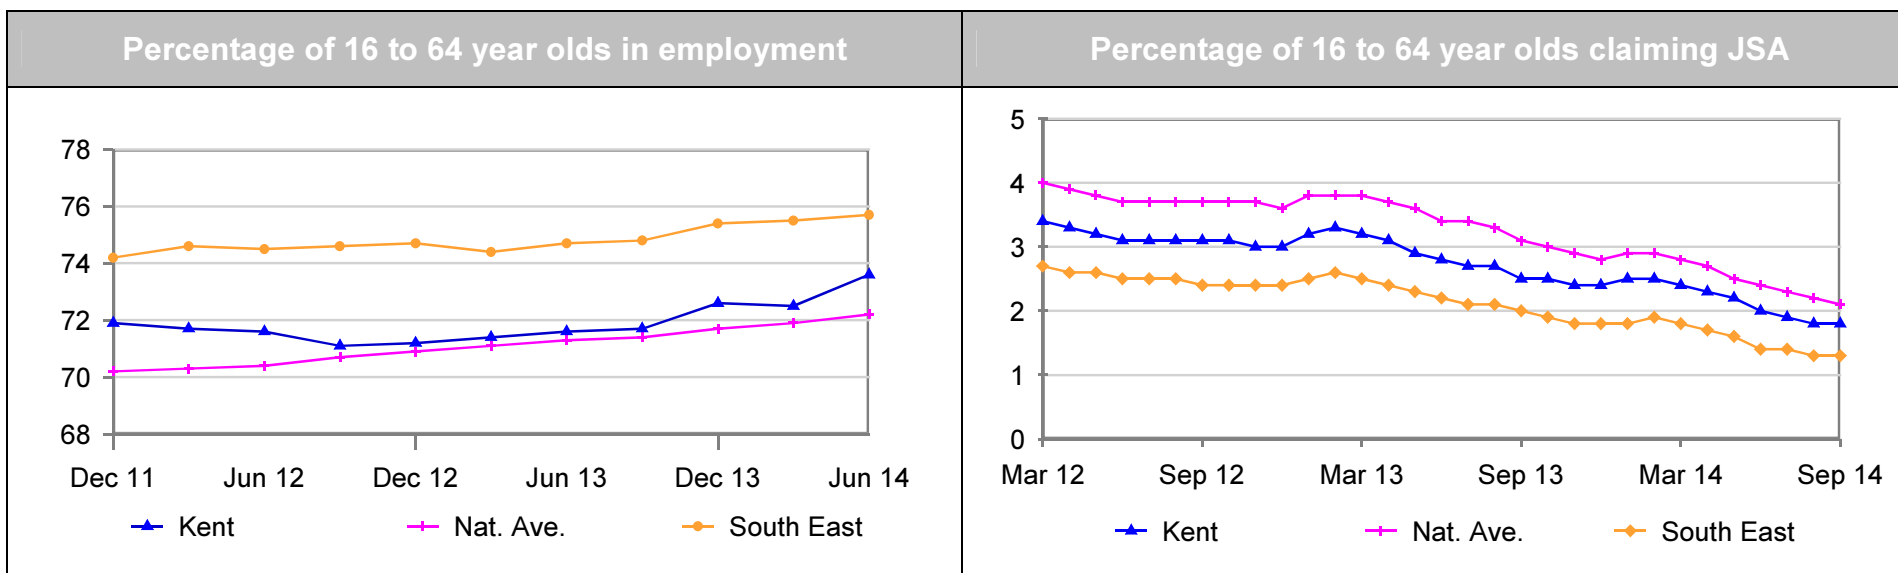 Percentage of 16 to 64 year olds in employment
Percentage of 16 to 64 year olds claiming JSA
78
76
74
72
70
68
Dec 11 Jun 12 Dec 12 Jun 13 Dec 13 Jun 14
Kent Nat. Ave. South East
5
4
3
2
1
0
Mar 12 Sep 12 Mar 13 Sep 13 Mar 14 Sep 14
Kent Nat. Ave. South East